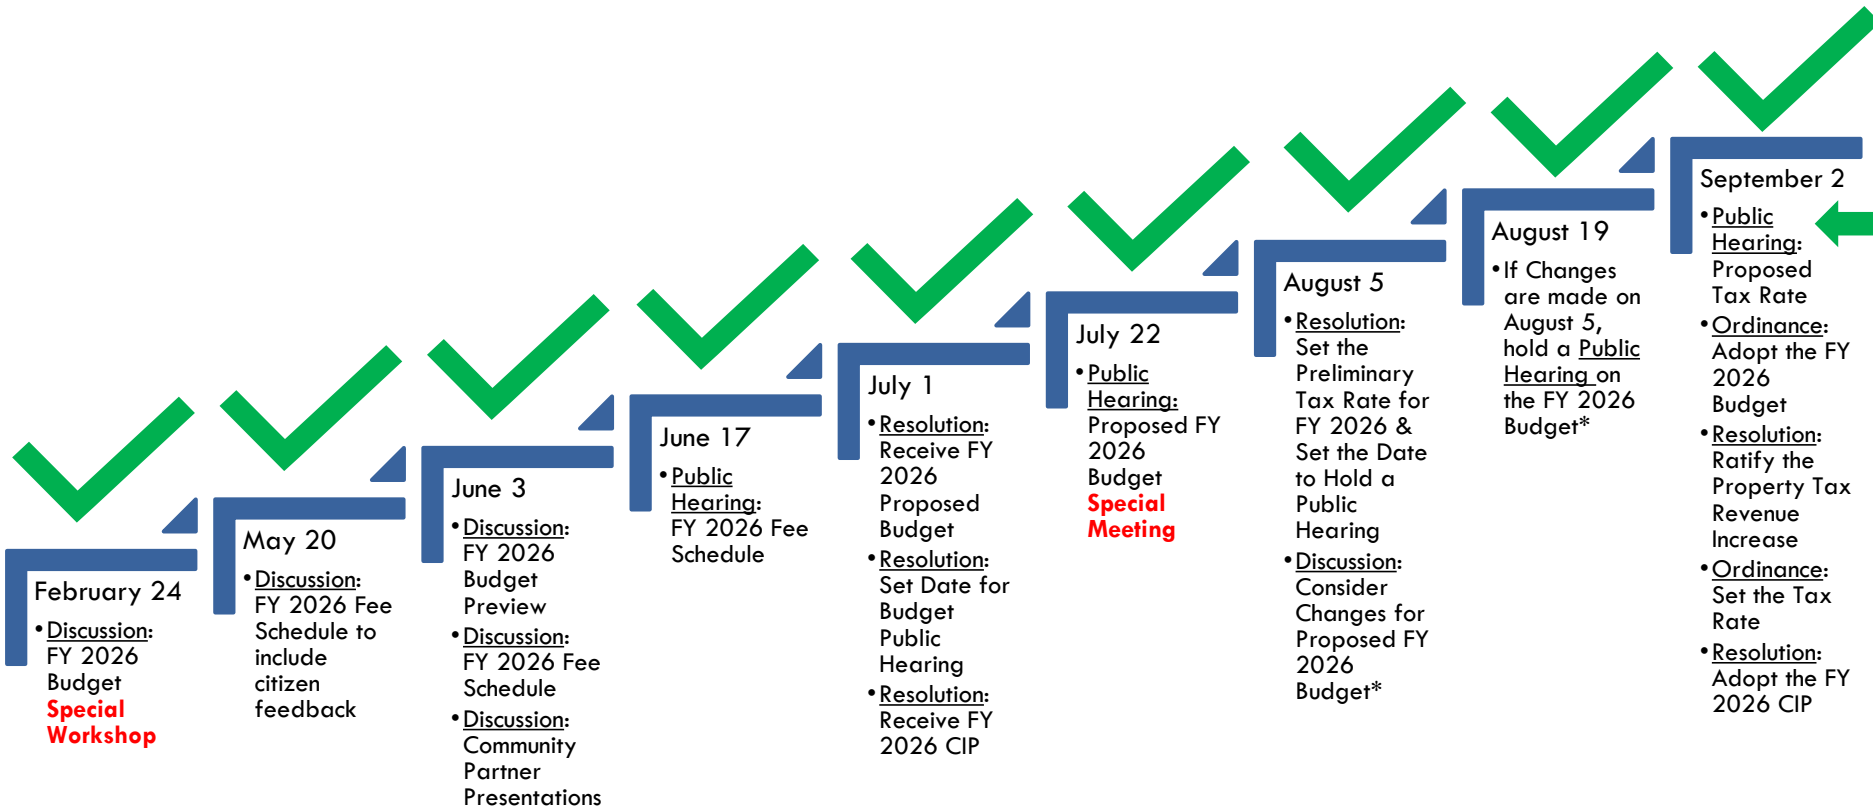 February 24
•Discussion:
FY 2026
Budget
Special
Workshop
May 20
•Discussion:
FY 2026 Fee
Schedule to
include
citizen
feedback
June 3
•Discussion:
FY 2026
Budget
Preview
•Discussion:
FY 2026 Fee
Schedule
•Discussion:
Community
Partner
Presentations
June 17
•Public
Hearing:
FY 2026 Fee
Schedule
July 1
•Resolution:
Receive FY
2026
Proposed
Budget
•Resolution:
Set Date for
Budget
Public
Hearing
•Resolution:
Receive FY
2026 CIP
July 22
•Public
Hearing:
Proposed FY
2026
Budget
Special
Meeting
August 5
•Resolution:
Set the
Preliminary
Tax Rate for
FY 2026 &
Set the Date
to Hold a
Public
Hearing
•Discussion:
Consider
Changes for
Proposed FY
2026
Budget*
August 19
•If Changes
are made on
August 5,
hold a Public
Hearing on
the FY 2026
Budget*
September 2
•Public
Hearing:
Proposed
Tax Rate
•Ordinance:
Adopt the FY
2026
Budget
•Resolution:
Ratify the
Property Tax
Revenue
Increase
•Ordinance:
Set the Tax
Rate
•Resolution:
Adopt the FY
2026 CIP